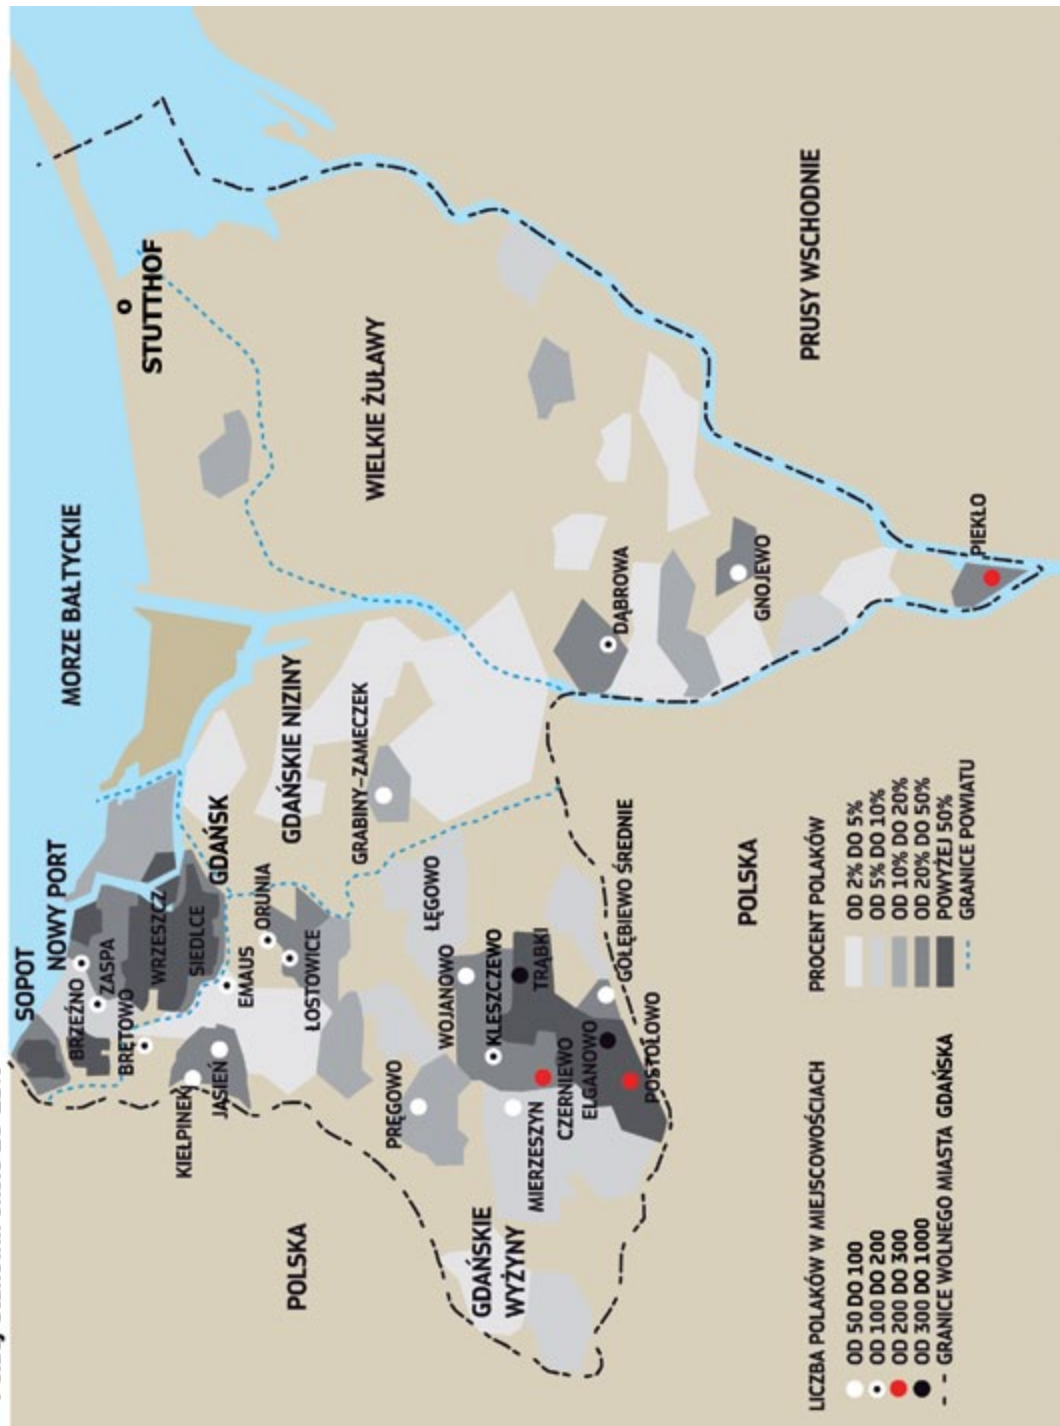 SOPOT
MORZE BAŁTYCKIE
NOWY PORT
BRZEŹNO
ZASPA
BRĘTOWO
WRZESZCZ
SIEDLCE
GDAŃSK
STUTTHOF
KIEŁPINEK
JASIEŃ
EMAUS
ORUNIA
ŁOSTOWICE
GDAŃSKIE NIZINY
GRABINY–ZAMECZEK
WIELKIE ŻUŁAWY
POLSKA
PRĘGOWO
ŁĘGOWO
WOJANOWO
KLESZCZEWO
TRĄBKI
GDAŃSKIE
WYŻYNY
MIERZESZYN
CZERNIEWO
ELGANOWO
GOŁĘBIEWO ŚREDNIE
POSTOŁOWO
DĄBROWA
GNOJEWO
PIEKŁO
PRUSY WSCHODNIE
POLSKA
LICZBA POLAKÓW W MIEJSCOWOŚCIACH
OD 50 DO 100
OD 100 DO 200
OD 200 DO 300
OD 300 DO 1000
GRANICE WOLNEGO MIASTA GDAŃSKA
PROCENT POLAKÓW
OD 2% DO 5%
OD 5% DO 10%
OD 10% DO 20%
OD 20% DO 50%
POWYŻEJ 50%
GRANICE POWIATU